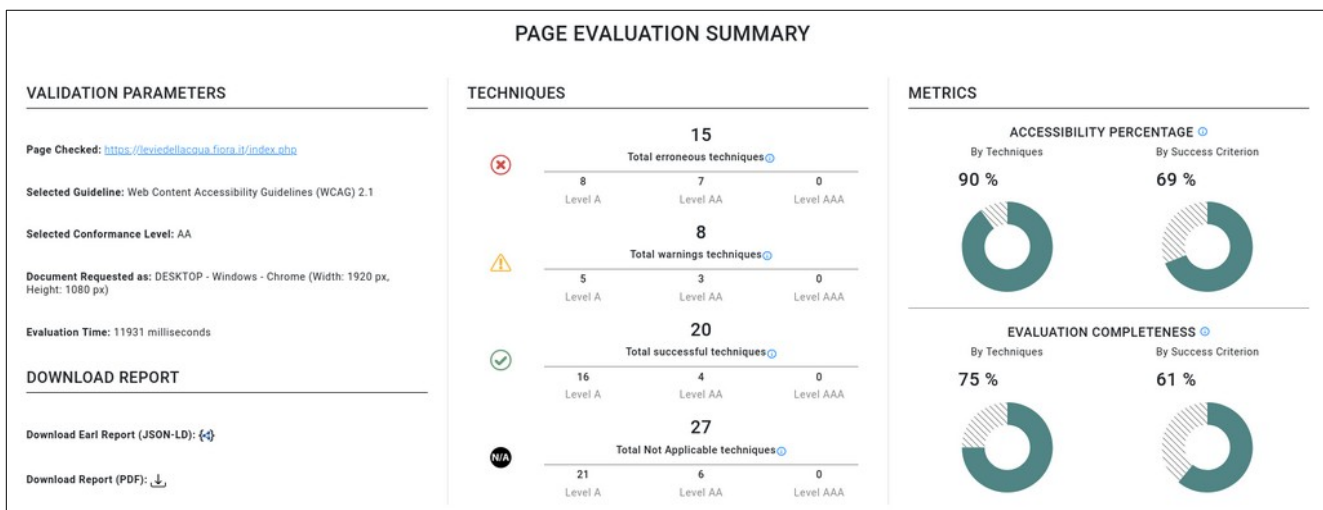 PAGE EVALUATION SUMMARY
VALIDATION PARAMETERS
Page Checked: https://leviedellacqua.fiora.it/index.php
Selected Guideline: Web Content Accessibility Guidelines (WCAG) 2.1
Selected Conformance Level: AA
Document Requested as: DESKTOP - Windows - Chrome (Width: 1920 px,
Height: 1080 px)
Evaluation Time: 11931 milliseconds
DOWNLOAD REPORT
Download Earl Report (JSON-LD):
Download Report (PDF):
TECHNIQUES
15
Total erroneous techniques
8 7 0
Level A Level AA Level AAA
8
Total warnings techniques
5 3 0
Level A Level AA Level AAA
20
Total successful techniques
16 4 0
Level A Level AA Level AAA
N/A
27
Total Not Applicable techniques
21 6 0
Level A Level AA Level AAA
METRICS
ACCESSIBILITY PERCENTAGE
By Techniques By Success Criterion
90 % 69 %
EVALUATION COMPLETENESS
By Techniques By Success Criterion
75 % 61 %